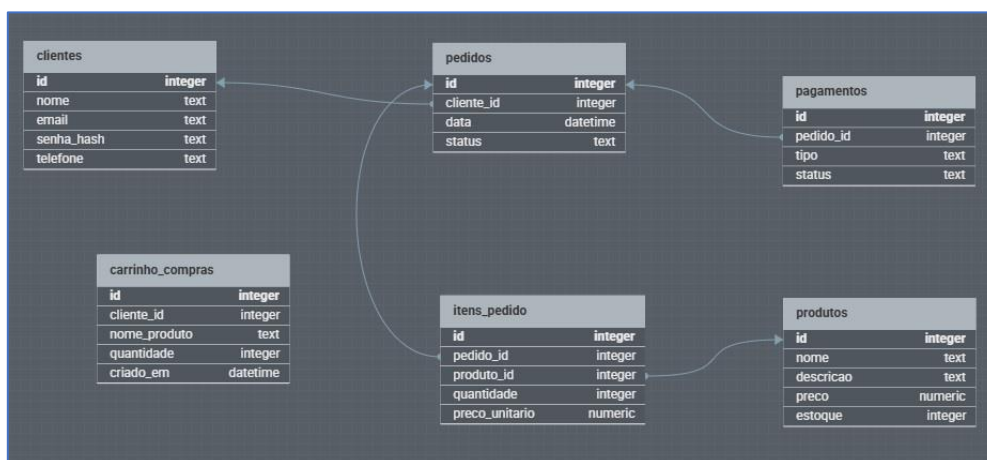 clientes
id integer
nome text
email text
senha_hash text
telefone text
pedidos
id integer
cliente_id integer
data datetime
status text
pagamentos
id integer
pedido_id integer
tipo text
status text
carrinho_compras
id integer
cliente_id integer
nome_produto text
quantidade integer
criado_em datetime
itens_pedido
id integer
pedido_id integer
produto_id integer
quantidade integer
preco_unitario numeric
produtos
id integer
nome text
descricao text
preco numeric
estoque integer